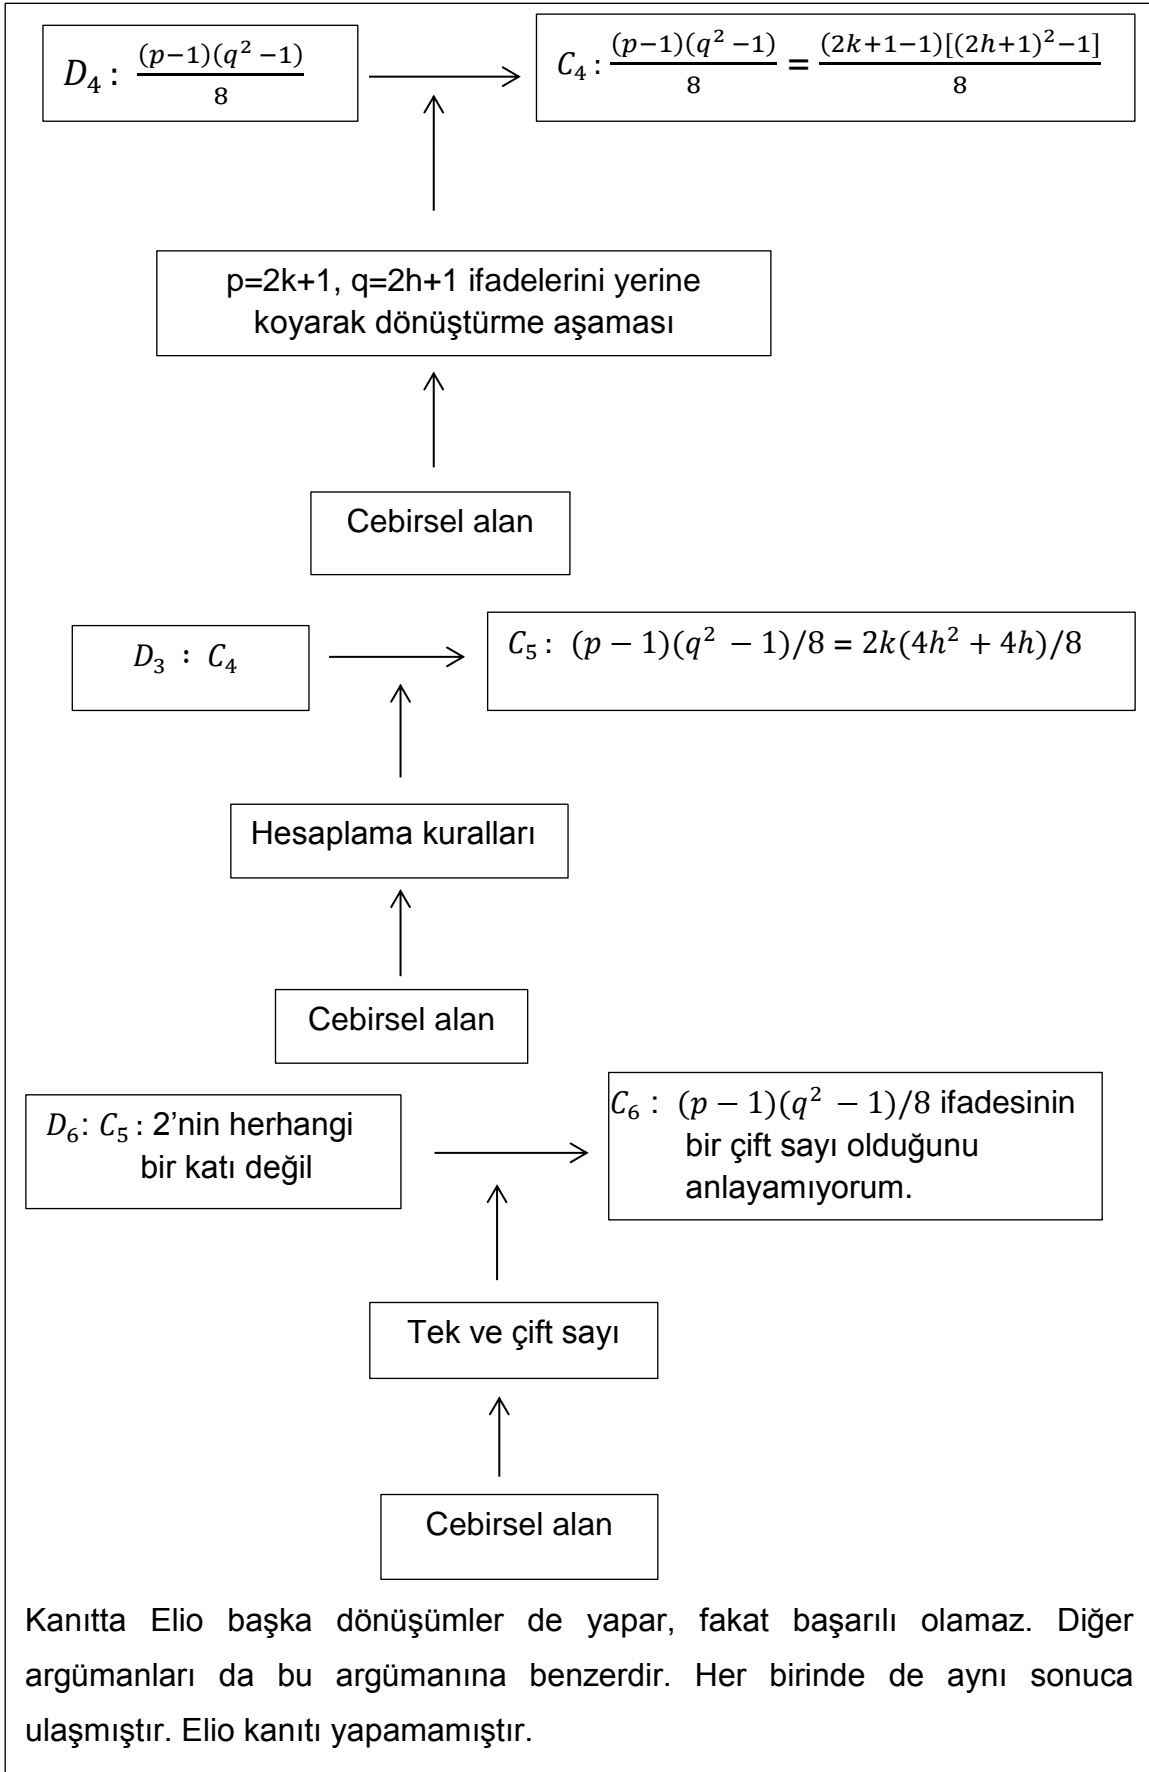 D₄ : (p−1)(q² −1)/8
C₄ : (p−1)(q² −1)/8 = (2k+1−1)[(2h+1)²−1]/8
p=2k+1, q=2h+1 ifadelerini yerine
koyarak dönüştürme aşaması
Cebirsel alan
D₃ : C₄
C₅ : (p − 1)(q² − 1)/8 = 2k(4h² + 4h)/8
Hesaplama kuralları
Cebirsel alan
D₆: C₅ : 2’nin herhangi
bir katı değil
C₆ : (p − 1)(q² − 1)/8 ifadesinin
bir çift sayı olduğunu
anlayamıyorum.
Tek ve çift sayı
Cebirsel alan
Kanıtta Elio başka dönüşümler de yapar, fakat başarılı olamaz. Diğer
argümanları da bu argümanına benzerdir. Her birinde de aynı sonuca
ulaşmıştır. Elio kanıtı yapamamıştır.